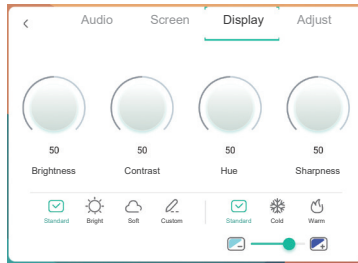 Audio Screen Display Adjust
50 50 50 50
Brightness Contrast Hue Sharpness
Standard Bright Soft Custom Standard Cold Warm